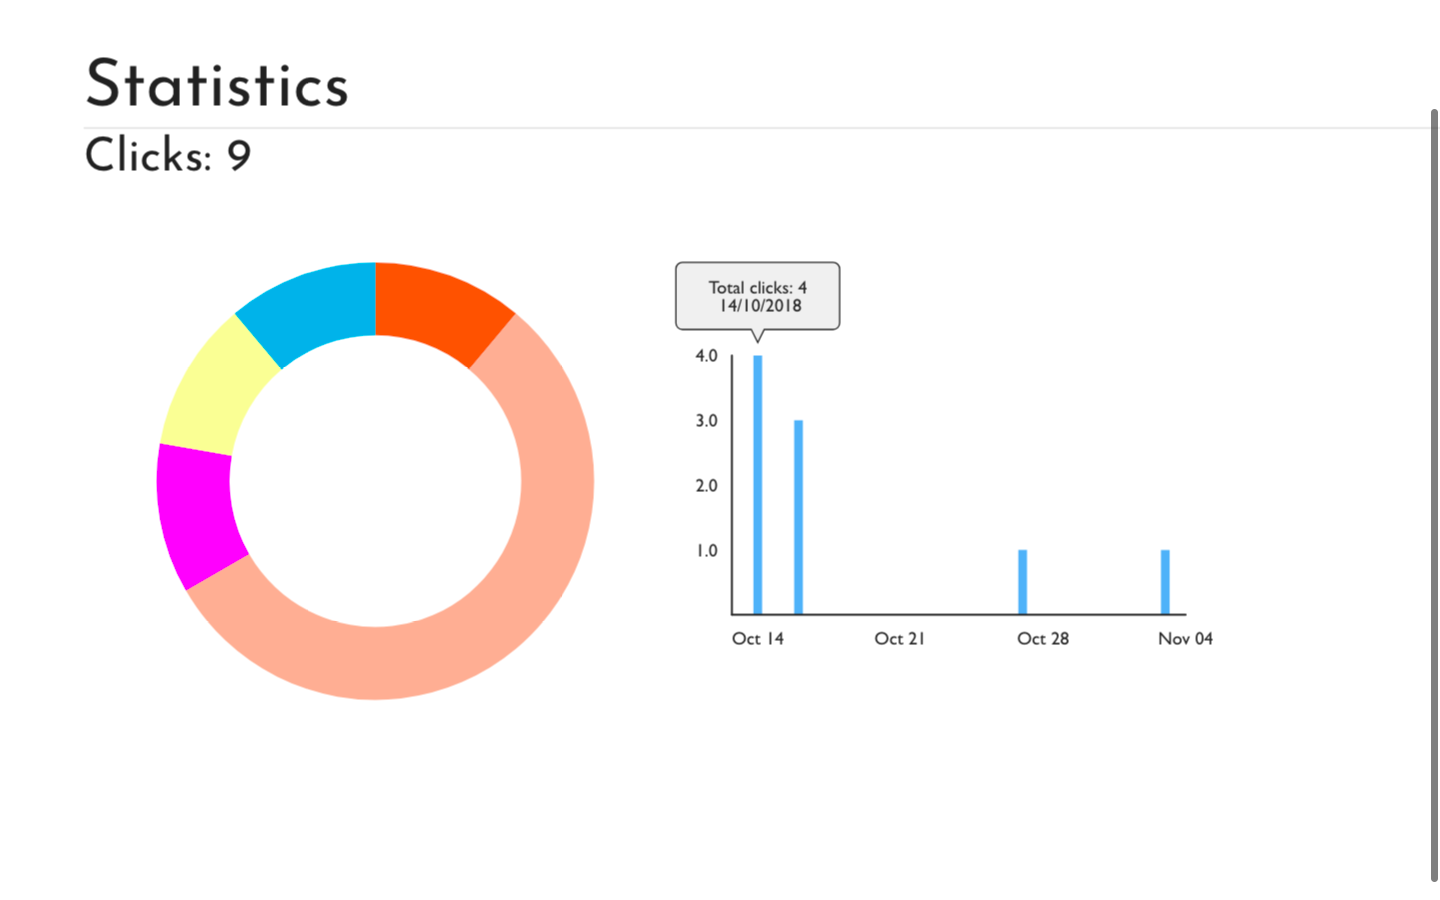 Statistics
Clicks: 9
Total clicks: 4
14/10/2018
4.0
3.0
2.0
1.0
Oct 14
Oct 21
Oct 28
Nov 04